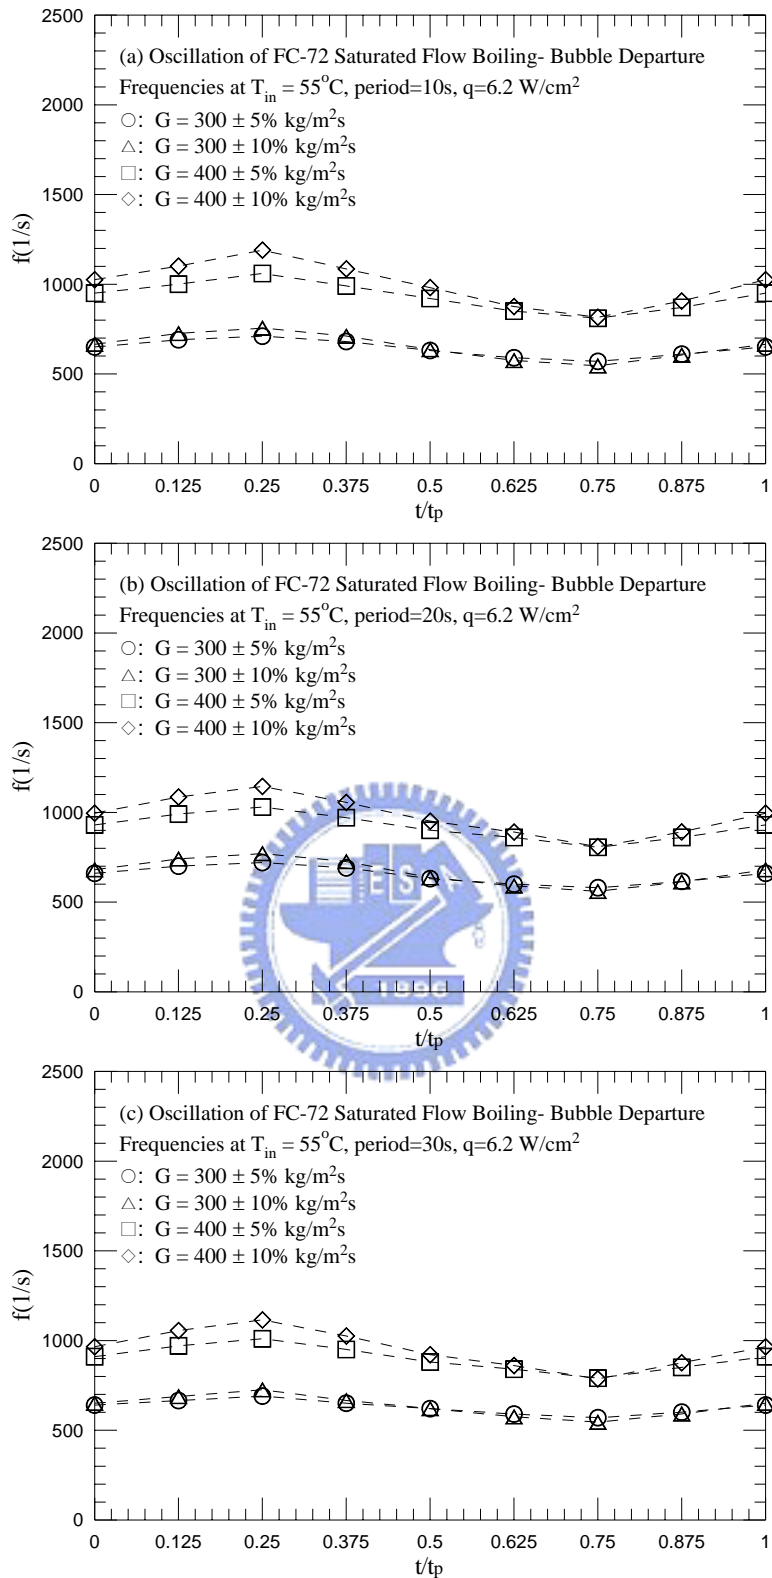 2500
(a) Oscillation of FC-72 Saturated Flow Boiling- Bubble Departure
Frequencies at T_in = 55°C, period=10s, q=6.2 W/cm²
○: G = 300 ± 5% kg/m²s
△: G = 300 ± 10% kg/m²s
□: G = 400 ± 5% kg/m²s
◇: G = 400 ± 10% kg/m²s
2000
1500
1000
500
0
f(1/s)
0 0.125 0.25 0.375 0.5 0.625 0.75 0.875 1
t/tp
2500
(b) Oscillation of FC-72 Saturated Flow Boiling- Bubble Departure
Frequencies at T_in = 55°C, period=20s, q=6.2 W/cm²
○: G = 300 ± 5% kg/m²s
△: G = 300 ± 10% kg/m²s
□: G = 400 ± 5% kg/m²s
◇: G = 400 ± 10% kg/m²s
2000
1500
1000
500
0
f(1/s)
E S
1896
0 0.125 0.25 0.375 0.5 0.625 0.75 0.875 1
t/tp
2500
(c) Oscillation of FC-72 Saturated Flow Boiling- Bubble Departure
Frequencies at T_in = 55°C, period=30s, q=6.2 W/cm²
○: G = 300 ± 5% kg/m²s
△: G = 300 ± 10% kg/m²s
□: G = 400 ± 5% kg/m²s
◇: G = 400 ± 10% kg/m²s
2000
1500
1000
500
0
f(1/s)
0 0.125 0.25 0.375 0.5 0.625 0.75 0.875 1
t/tp